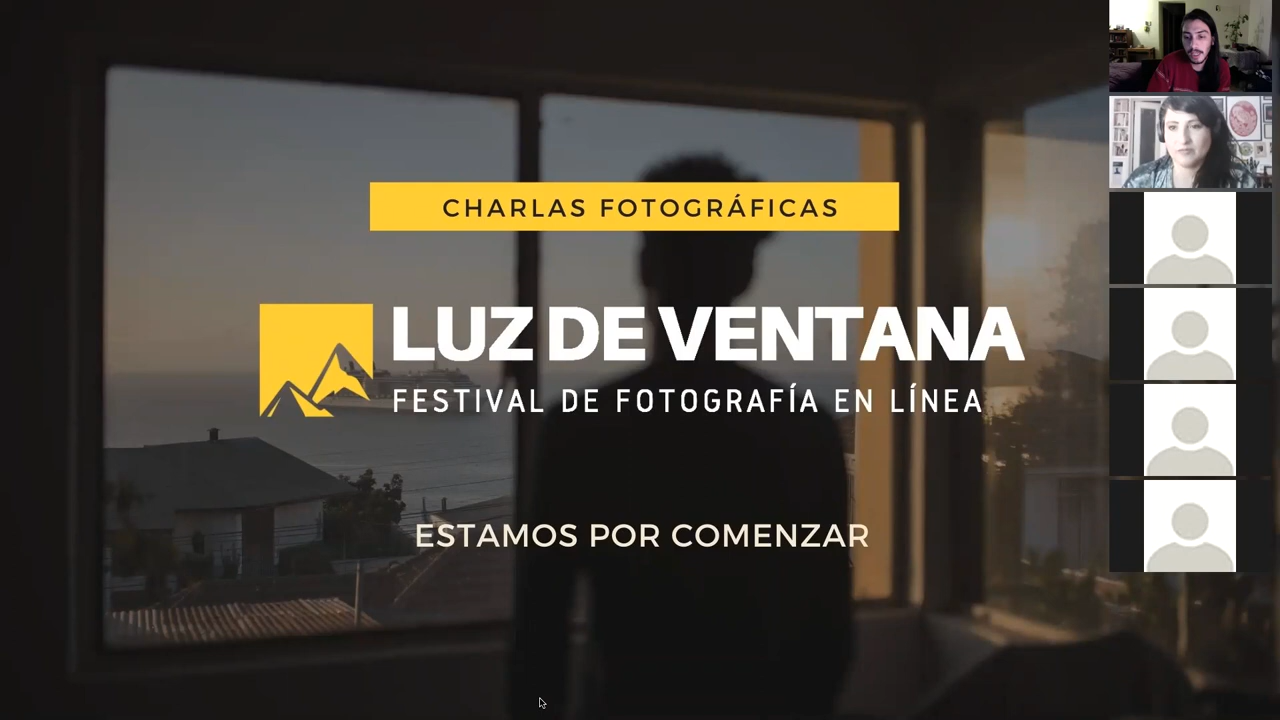 CHARLAS FOTOGRÁFICAS
LUZ DE VENTANA
FESTIVAL DE FOTOGRAFÍA EN LÍNEA
ESTAMOS POR COMENZAR